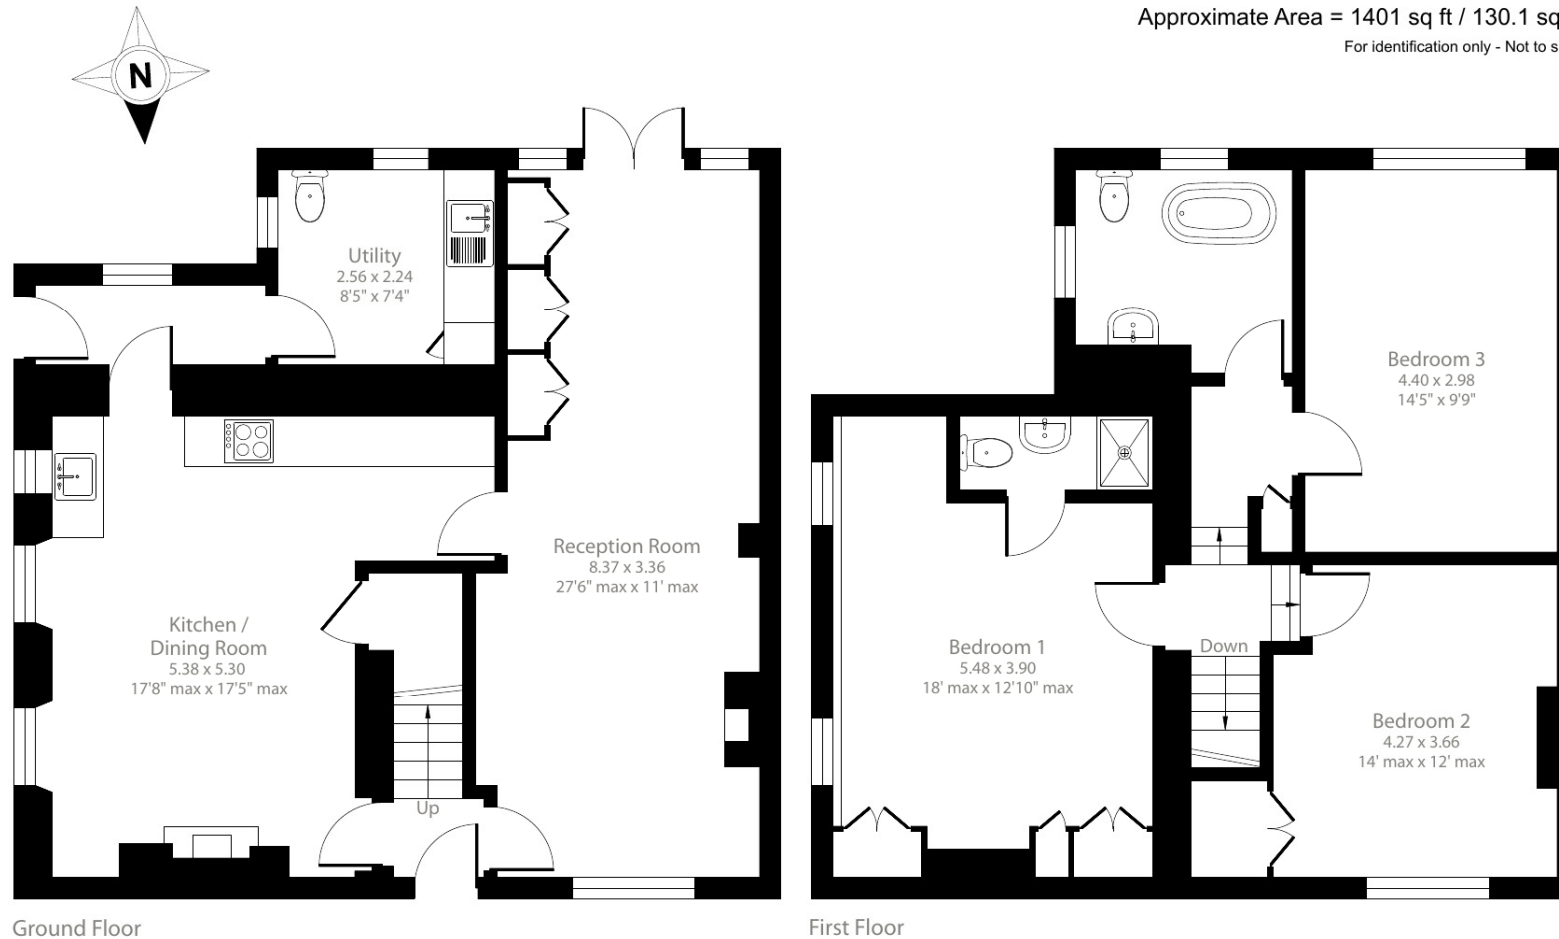 Approximate Area = 1401 sq ft / 130.1 sq
For identification only - Not to s
N
Utility
2.56 x 2.24
8'5" x 7'4"
Reception Room
8.37 x 3.36
27'6" max x 11' max
Kitchen /
Dining Room
5.38 x 5.30
17'8" max x 17'5" max
Up
Ground Floor
Bedroom 3
4.40 x 2.98
14'5" x 9'9"
Bedroom 1
5.48 x 3.90
18' max x 12'10" max
Down
Bedroom 2
4.27 x 3.66
14' max x 12' max
First Floor